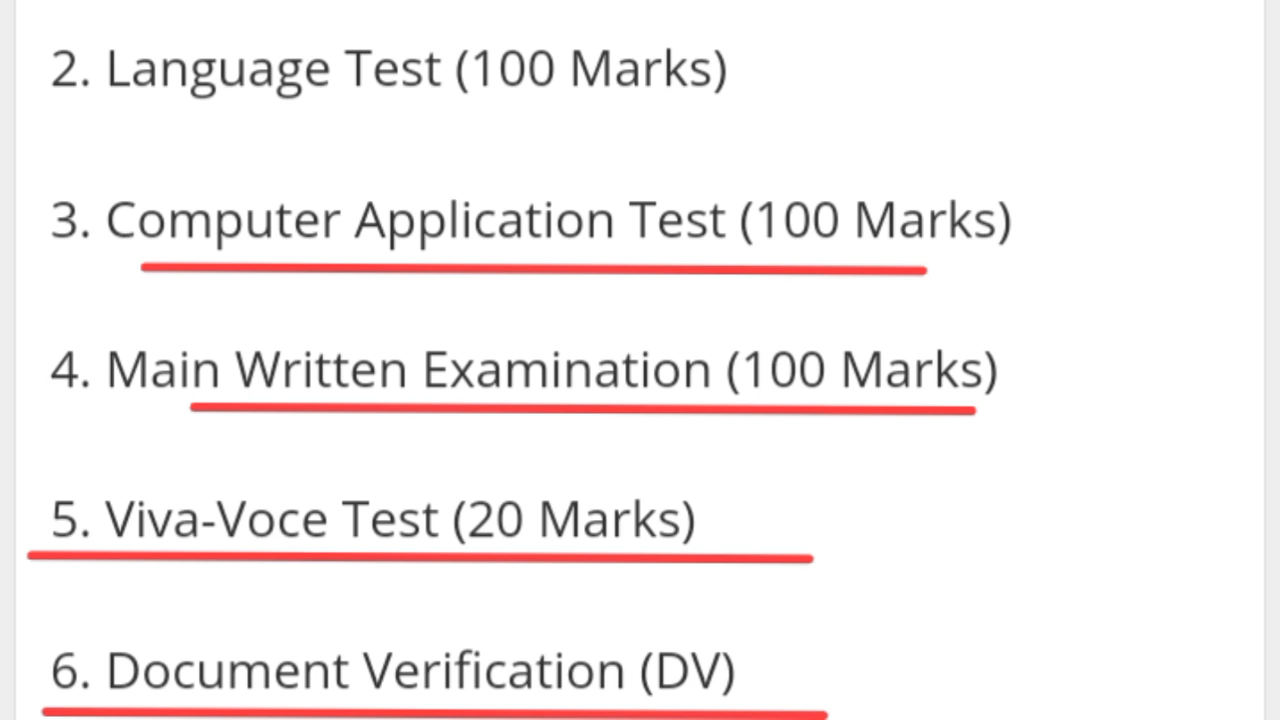 2. Language Test (100 Marks)
3. Computer Application Test (100 Marks)
4. Main Written Examination (100 Marks)
5. Viva-Voce Test (20 Marks)
6. Document Verification (DV)